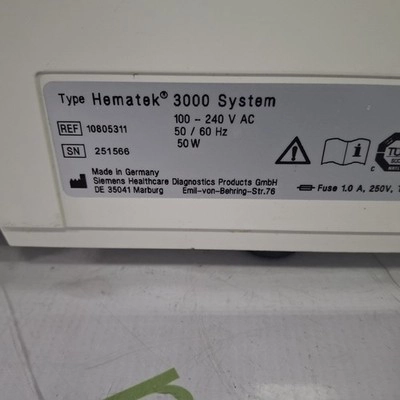 Type Hematek® 3000 System
100 - 240 V AC
REF 10805311
50 / 60 Hz
50W
SN 251566
Made in Germany
Siemens Healthcare Diagnostics Products GmbH
DE 35041 Marburg Emil-von-Behring-Str.76
Fuse 1.0 A, 250V,